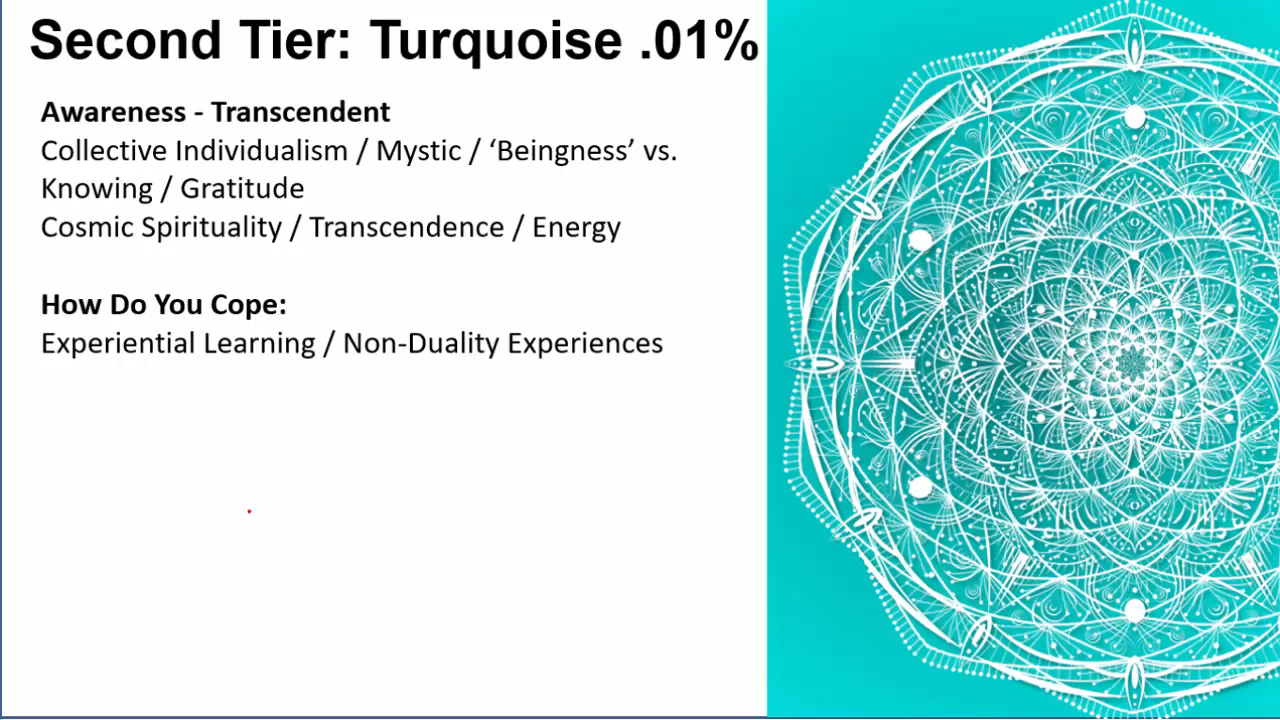 Second Tier: Turquoise .01%
Awareness - Transcendent
Collective Individualism / Mystic / ‘Beingness’ vs.
Knowing / Gratitude
Cosmic Spirituality / Transcendence / Energy
How Do You Cope:
Experiential Learning / Non-Duality Experiences